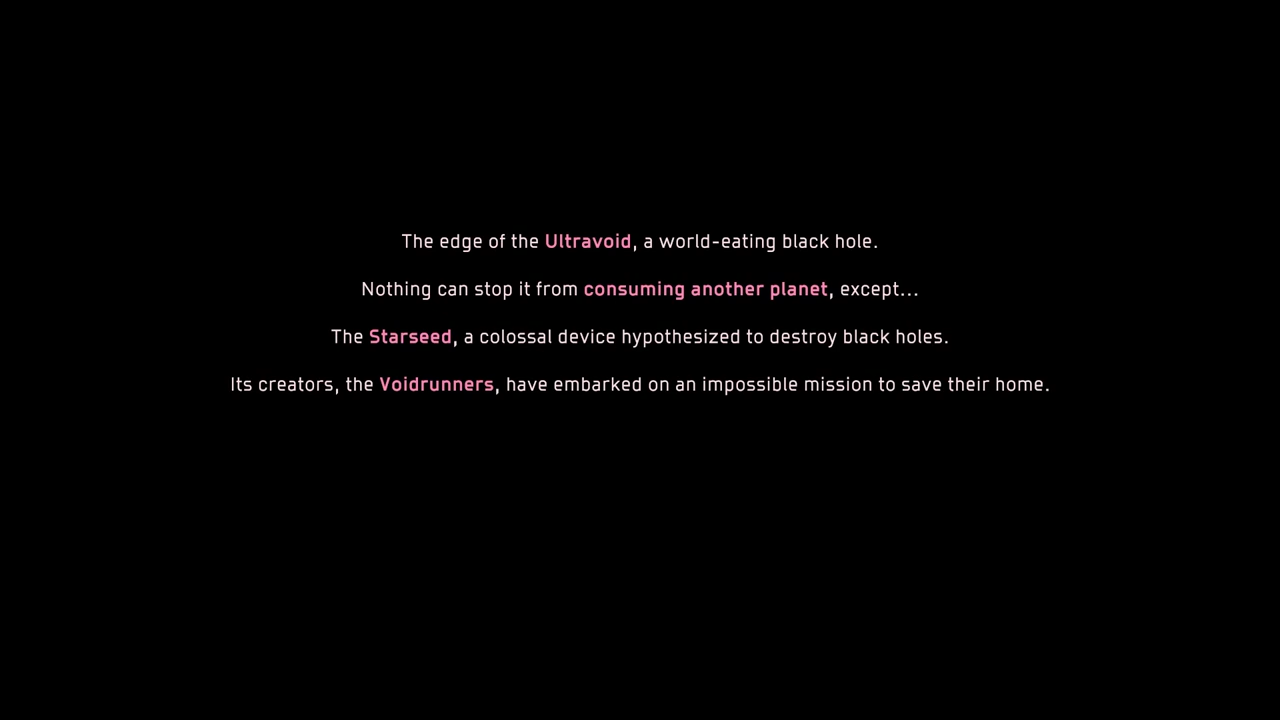 The edge of the Ultravoid, a world-eating black hole.
Nothing can stop it from consuming another planet, except...
The Starseed, a colossal device hypothesized to destroy black holes.
Its creators, the Voidrunners, have embarked on an impossible mission to save their home.